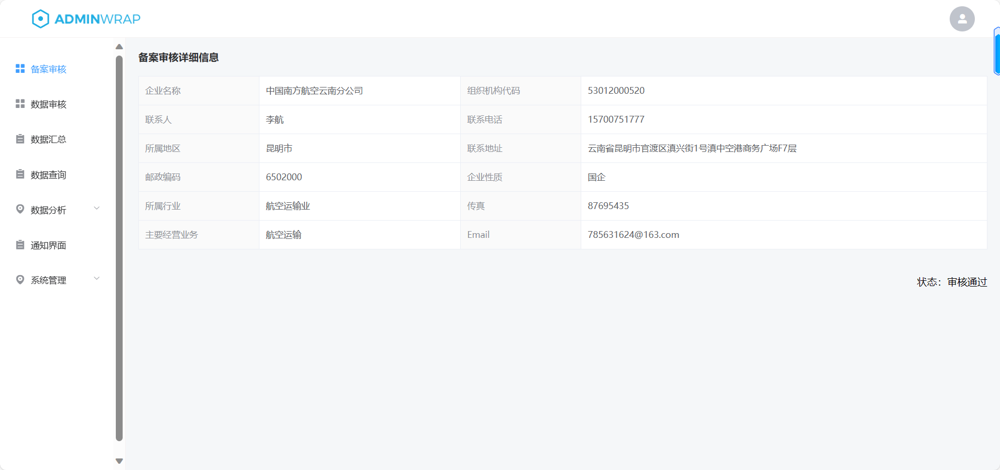 ADMINWRAP
备案审核
数据审核
数据汇总
数据查询
数据分析
通知界面
系统管理
备案审核详细信息
企业名称 中国南方航空云南分公司 组织机构代码 53012000520
联系人 李航 联系电话 15700751777
所属地区 昆明市 联系地址 云南省昆明市官渡区滇兴街1号滇中空港商务广场F7层
邮政编码 6502000 企业性质 国企
所属行业 航空运输业 传真 87695435
主要经营业务 航空运输 Email 785631624@163.com
状态：审核通过